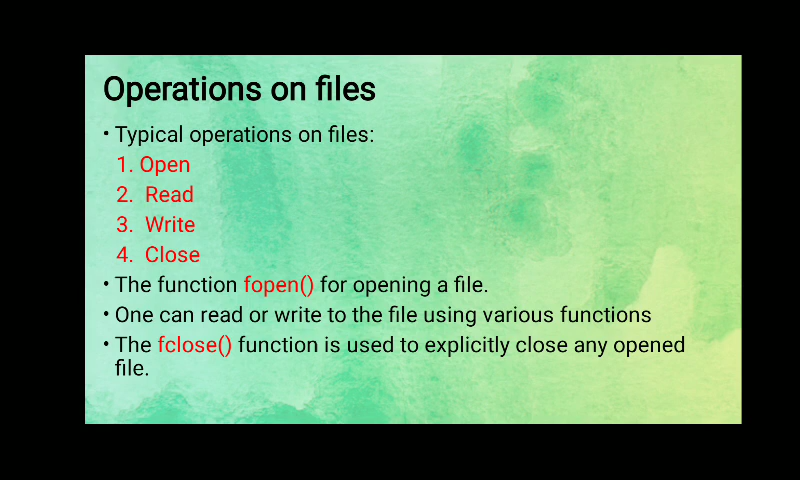 Operations on files
• Typical operations on files:
1. Open
2. Read
3. Write
4. Close
• The function fopen() for opening a file.
• One can read or write to the file using various functions
• The fclose() function is used to explicitly close any opened
file.